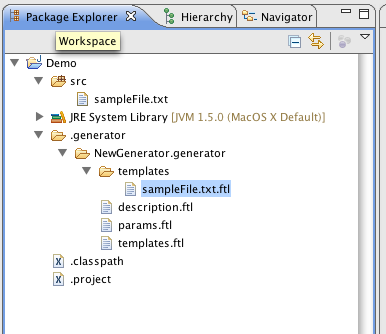 Package Explorer Hierarchy Navigator
Workspace
Demo
src
sampleFile.txt
JRE System Library [JVM 1.5.0 (MacOS X Default)]
.generator
NewGenerator.generator
templates
sampleFile.txt.ftl
description.ftl
params.ftl
templates.ftl
.classpath
.project